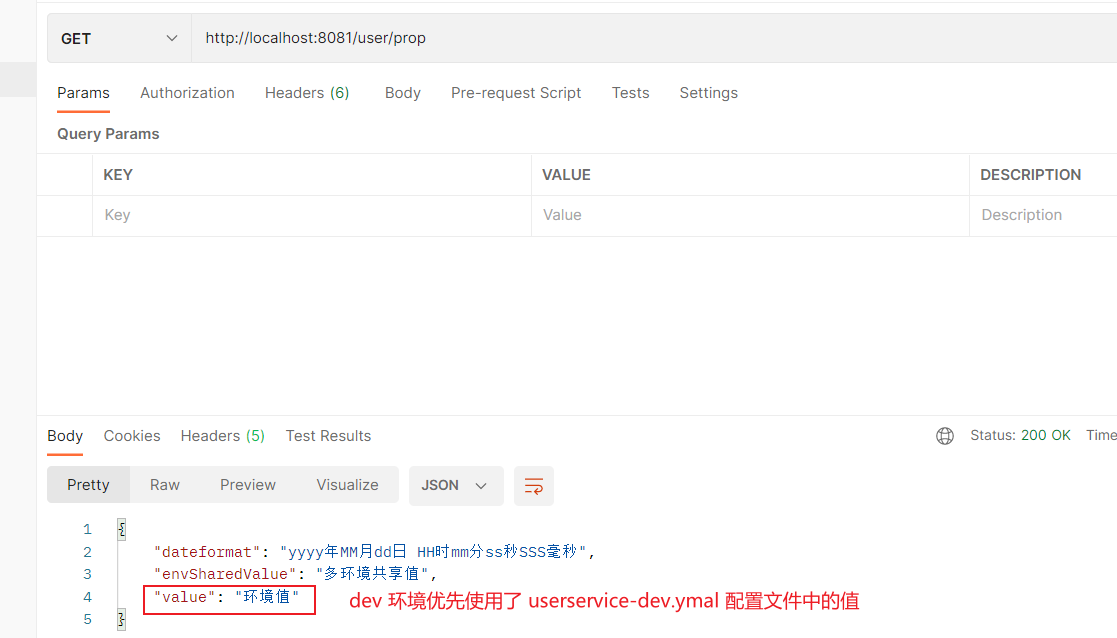 GET http://localhost:8081/user/prop
Params Authorization Headers (6) Body Pre-request Script Tests Settings
Query Params
KEY VALUE DESCRIPTION
Key Value Description
Body Cookies Headers (5) Test Results Status: 200 OK Time
Pretty Raw Preview Visualize JSON
1 {
2 "dateformat": "yyyy年MM月dd日 HH时mm分ss秒SSS毫秒",
3 "envSharedValue": "多环境共享值",
4 "value": "环境值" dev 环境优先使用了 userservice-dev.ymal 配置文件中的值
5 }